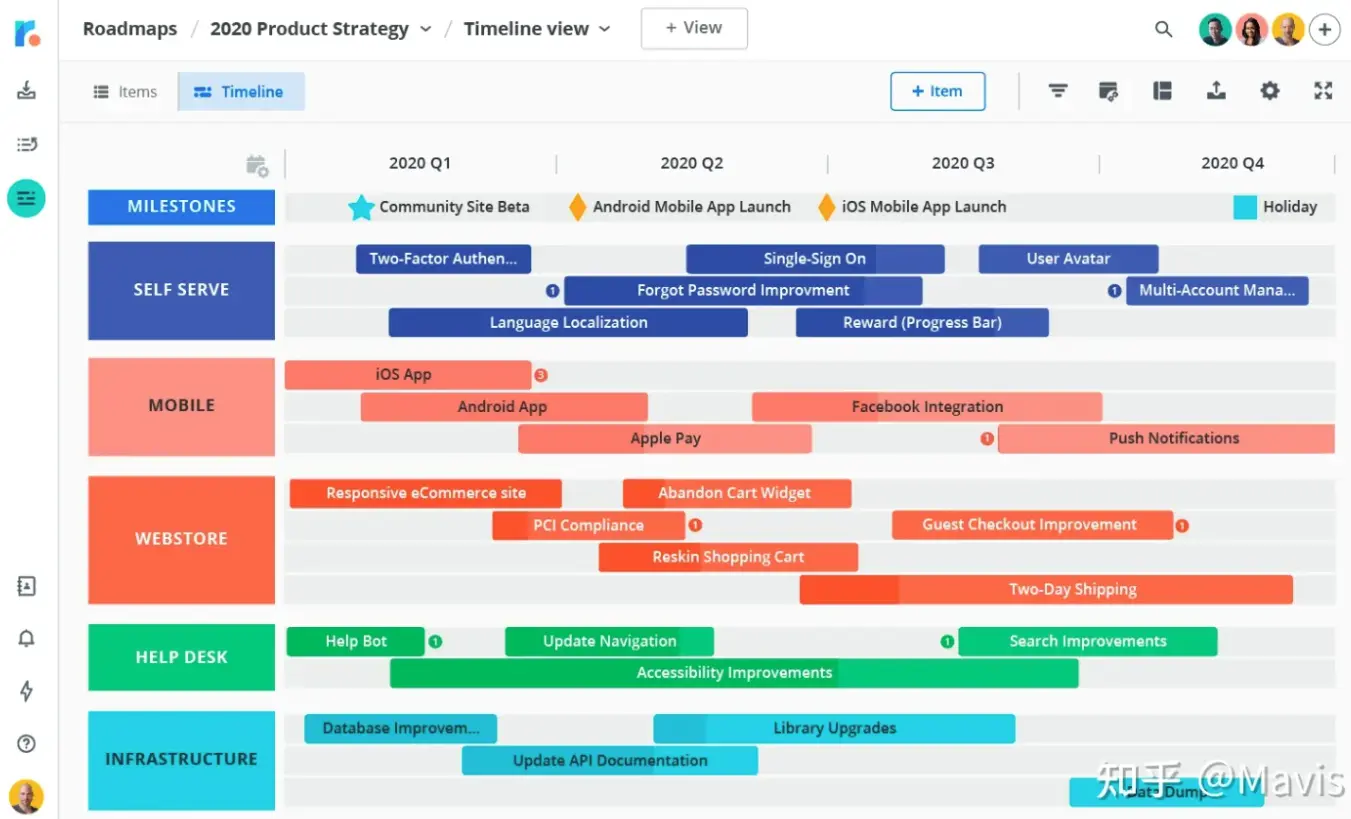 Roadmaps / 2020 Product Strategy / Timeline view + View
Items Timeline + Item
2020 Q1 2020 Q2 2020 Q3 2020 Q4
MILESTONES Community Site Beta Android Mobile App Launch iOS Mobile App Launch Holiday
SELF SERVE
Two-Factor Authen... Single-Sign On User Avatar
1 Forgot Password Improvment 1 Multi-Account Mana...
Language Localization Reward (Progress Bar)
MOBILE
iOS App 3
Android App Facebook Integration
Apple Pay 1 Push Notifications
WEBSTORE
Responsive eCommerce site Abandon Cart Widget
PCI Compliance 1 Guest Checkout Improvement 1
Reskin Shopping Cart
Two-Day Shipping
HELP DESK
Help Bot 1 Update Navigation 1 Search Improvements
Accessibility Improvements
INFRASTRUCTURE
Database Improvem... Library Upgrades
Update API Documentation
Data Dump
知乎 @Mavis